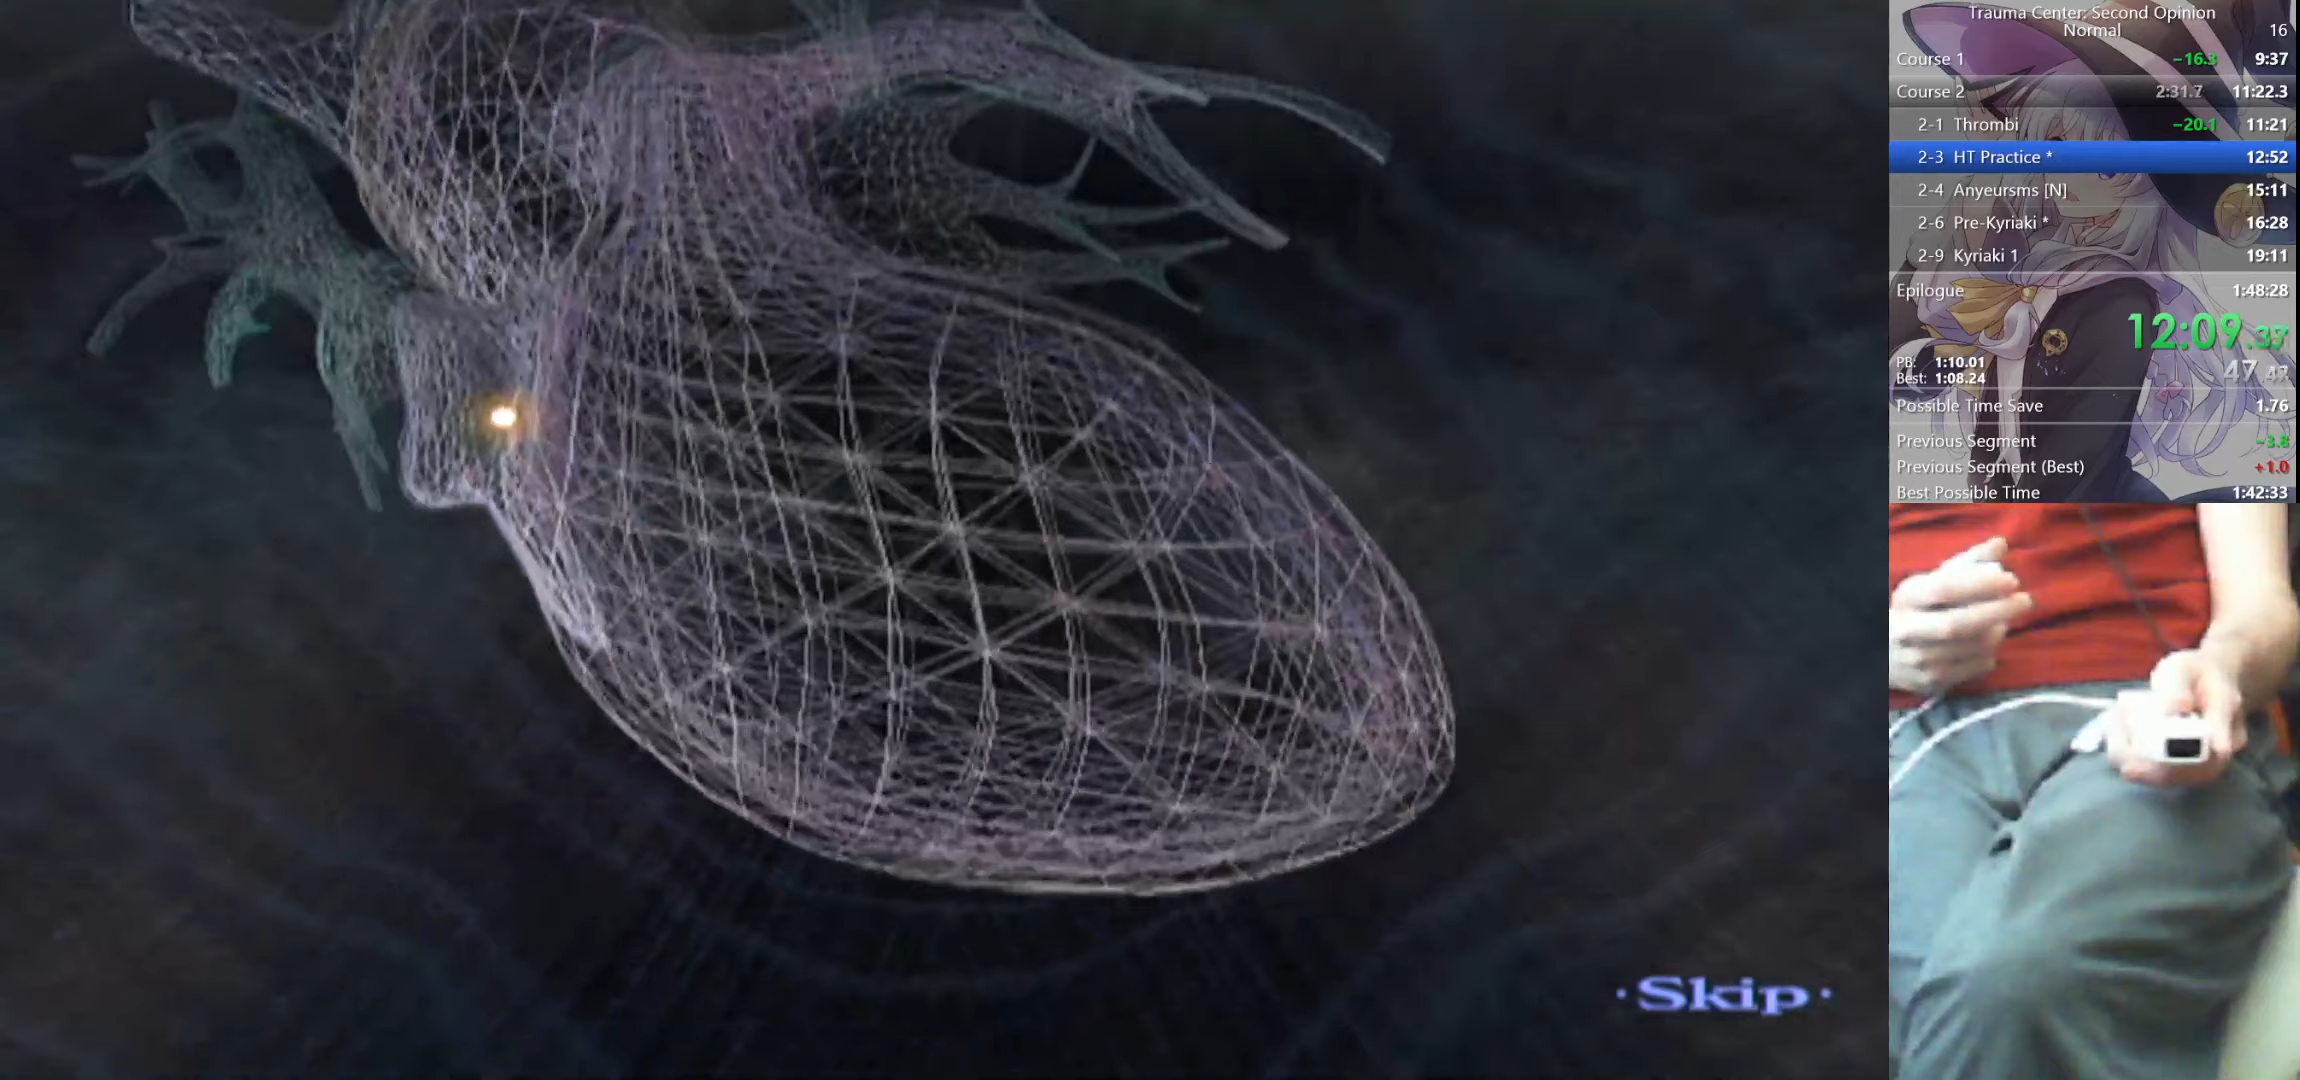 Trauma Center: Second Opinion
Normal 16
Course 1 −16.3 9:37
Course 2 2:31.7 11:22.3
2-1 Thrombi −20.1 11:21
2-3 HT Practice * 12:52
2-4 Anyeursms [N] 15:11
2-6 Pre-Kyriaki * 16:28
2-9 Kyriaki 1 19:11
Epilogue 1:48:28
12:09.37
PB: 1:10.01 47.47
Best: 1:08.24
Possible Time Save 1.76
Previous Segment −3.8
Previous Segment (Best) +1.0
Best Possible Time 1:42:33
·Skip·